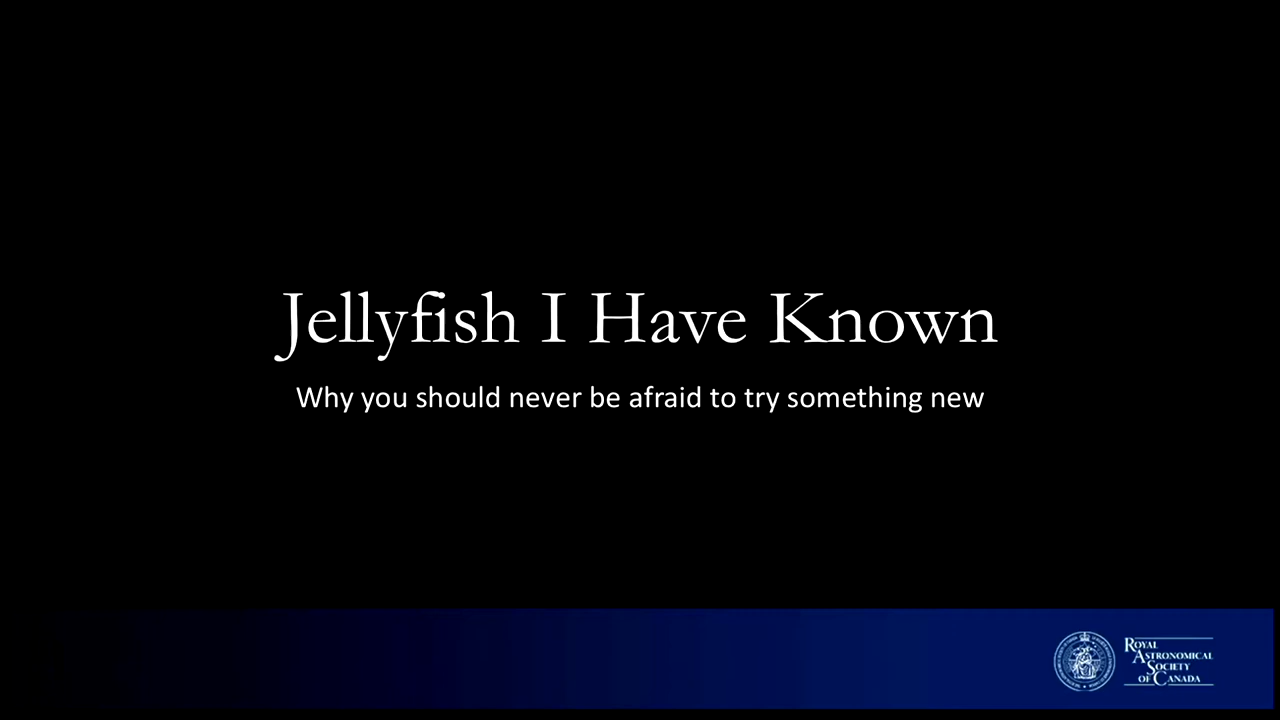 Jellyfish I Have Known
Why you should never be afraid to try something new
ROYAL
ASTRONOMICAL
SOCIETY
OF CANADA